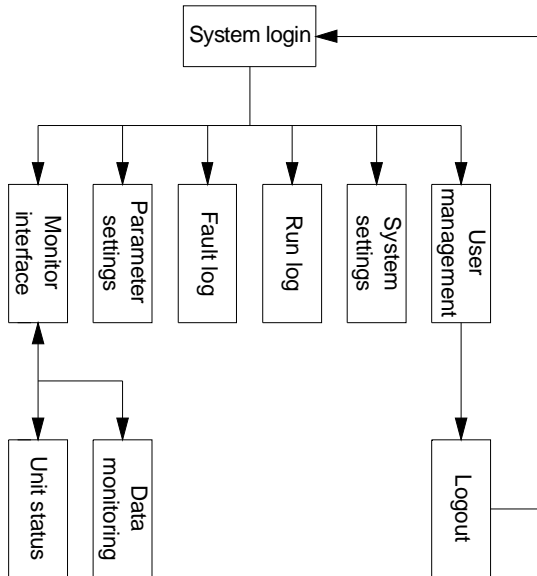 System login
Monitor
interface
Parameter
settings
Fault log
Run log
System
settings
User
management
Unit status
Data
monitoring
Logout